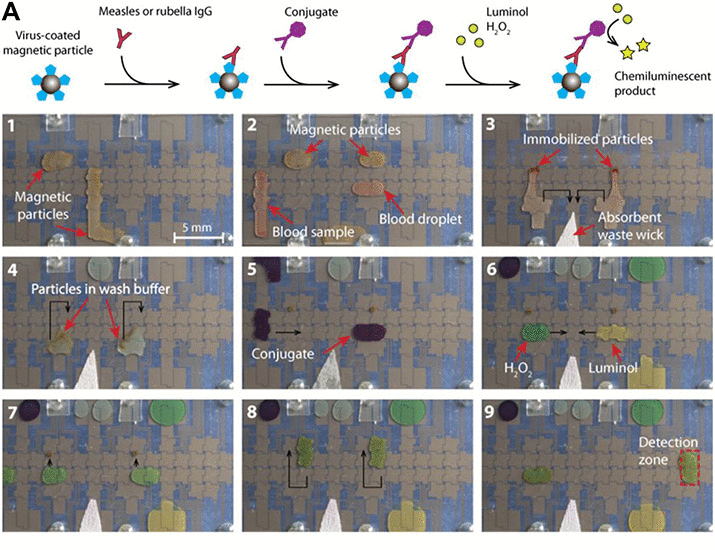 A
Measles or rubella IgG
Conjugate
Luminol
H₂O₂
Virus-coated
magnetic particle
Chemiluminescent
product
1
Magnetic
particles
5 mm
2
Magnetic particles
Blood sample
Blood droplet
3
Immobilized particles
Absorbent
waste wick
4
Particles in wash buffer
5
Conjugate
6
H₂O₂
Luminol
7
8
9
Detection
zone